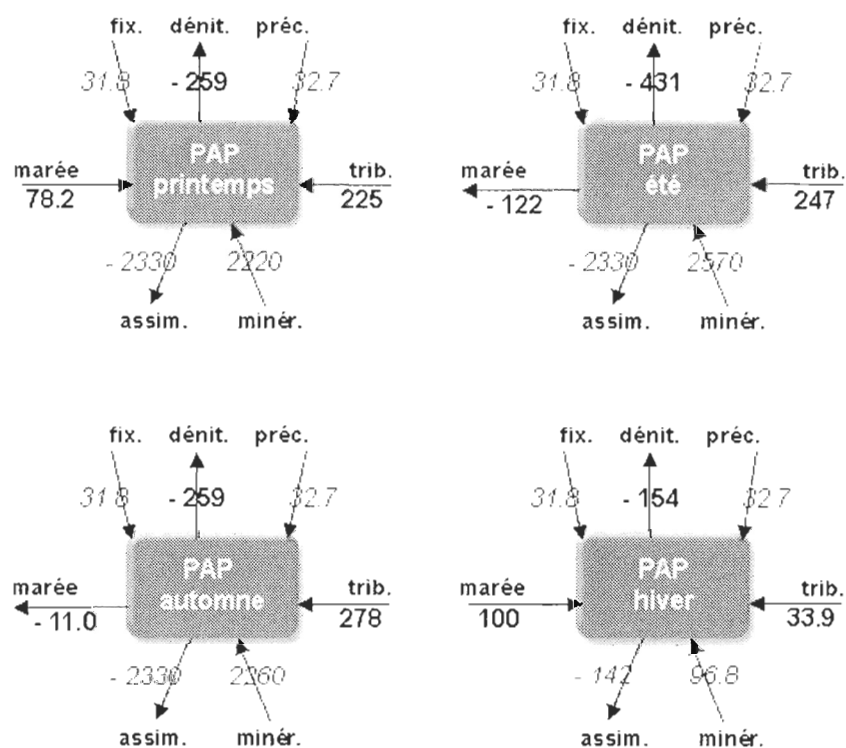 fix. dénit. préc.
31.8 - 259 32.7
PAP
printemps
marée
78.2
trib.
225
- 2330 2220
assim. minér.
fix. dénit. préc.
31.8 - 431 32.7
PAP
été
marée
- 122
trib.
247
- 2330 2570
assim. minér.
fix. dénit. préc.
31.8 - 259 32.7
PAP
automne
marée
- 11.0
trib.
278
- 2330 2260
assim. minér.
fix. dénit. préc.
31.8 - 154 32.7
PAP
hiver
marée
100
trib.
33.9
- 142 96.8
assim. minér.